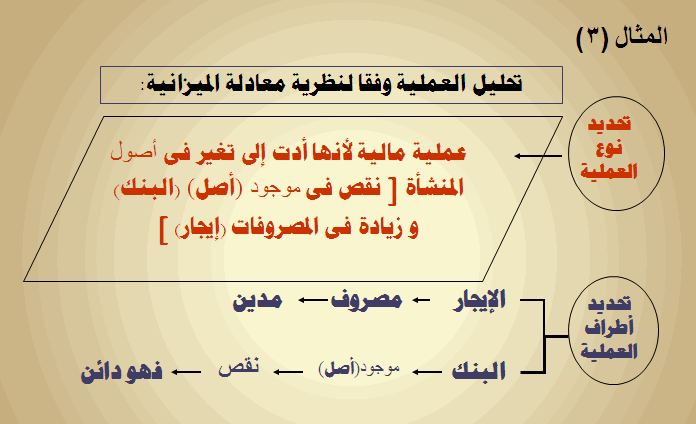 المثال (٣)
تحليل العملية وفقا لنظرية معادلة الميزانية:
تحديد
نوع
العملية
عملية مالية لأنها أدت إلى تغير فى أصول
المنشأة [ نقص فى موجود (أصل) (البنك)
و زيادة فى المصروفات (إيجار) ]
تحديد
أطراف
العملية
الإيجار مصروف مدين
البنك موجود(أصل) نقص فهو دائن